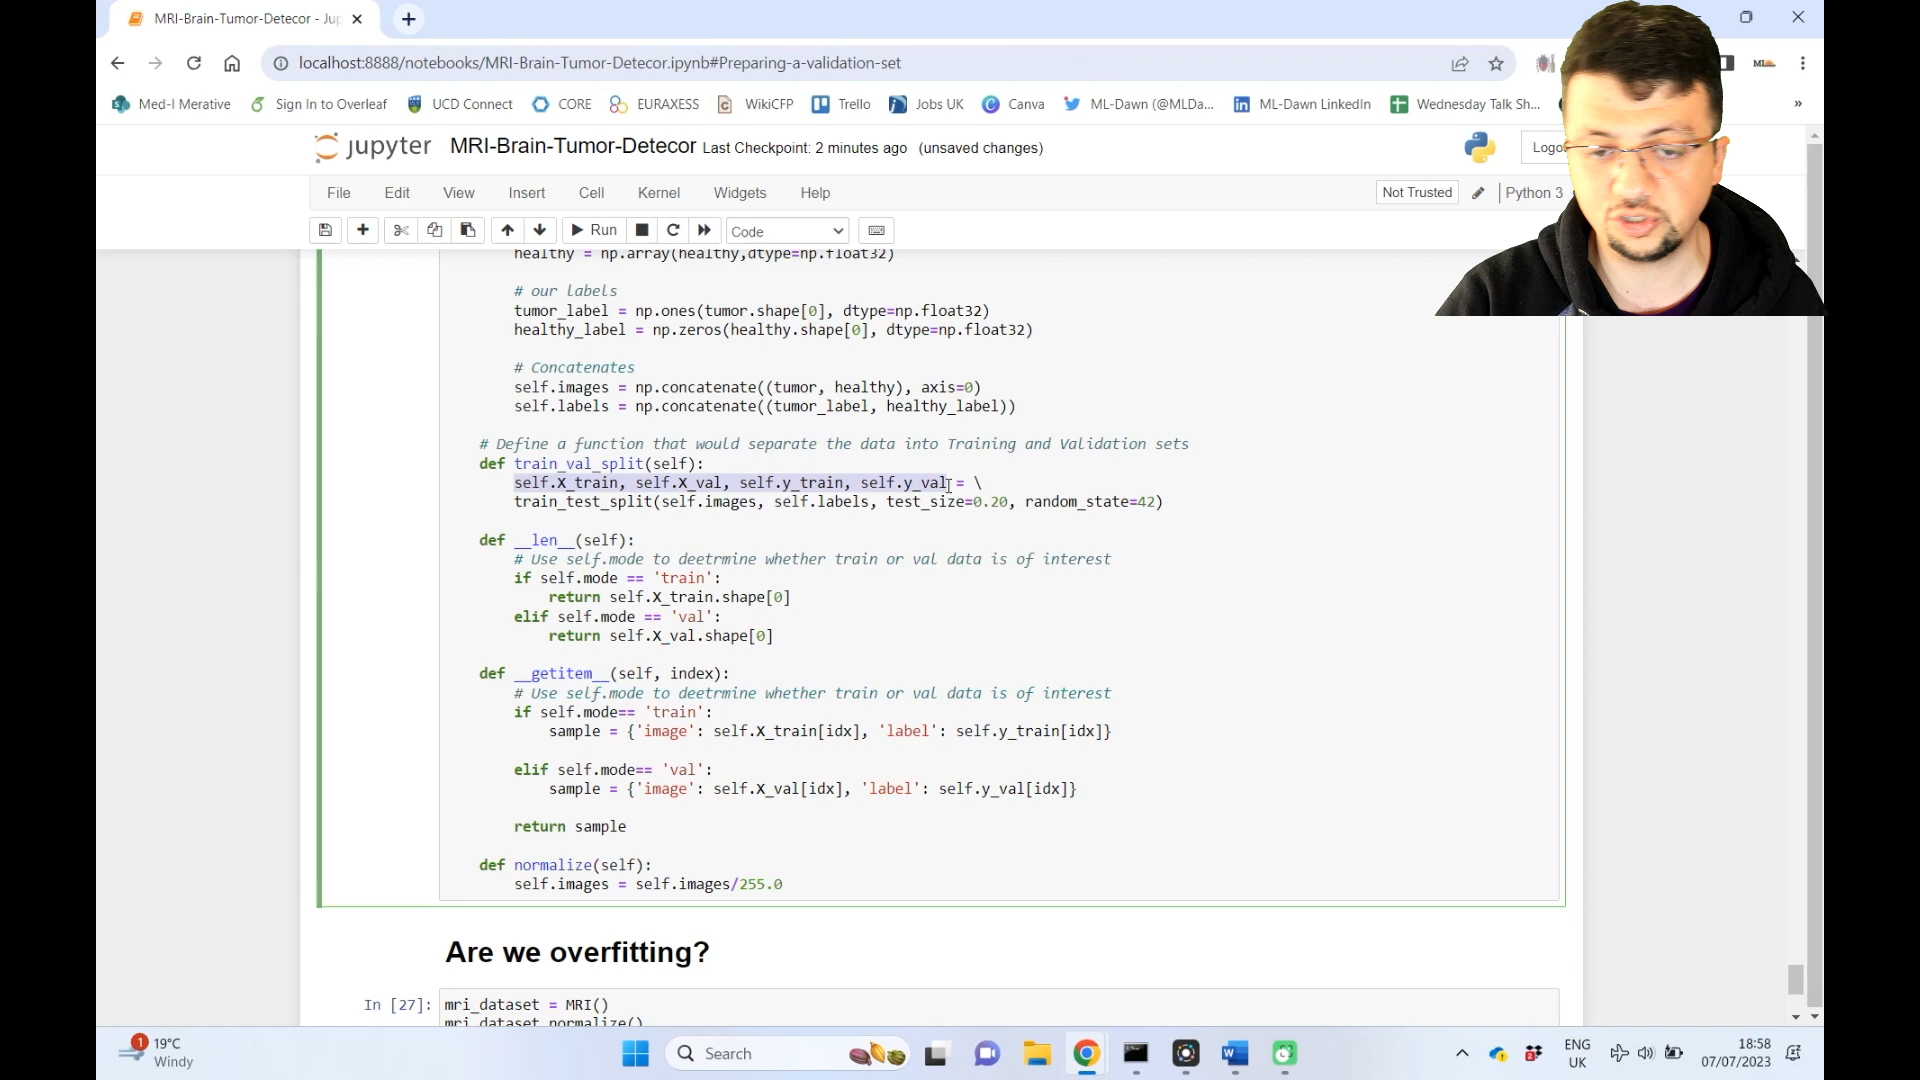 MRI-Brain-Tumor-Detecor - Jup
localhost:8888/notebooks/MRI-Brain-Tumor-Detecor.ipynb#Preparing-a-validation-set
Med-I Merative Sign In to Overleaf UCD Connect CORE EURAXESS WikiCFP Trello Jobs UK Canva ML-Dawn (@MLDa... ML-Dawn LinkedIn Wednesday Talk Sh... »
jupyter MRI-Brain-Tumor-Detecor Last Checkpoint: 2 minutes ago (unsaved changes)
File Edit View Insert Cell Kernel Widgets Help Not Trusted Python 3
Run Code
healthy = np.array(healthy,dtype=np.float32)
# our labels
tumor_label = np.ones(tumor.shape[0], dtype=np.float32)
healthy_label = np.zeros(healthy.shape[0], dtype=np.float32)
# Concatenates
self.images = np.concatenate((tumor, healthy), axis=0)
self.labels = np.concatenate((tumor_label, healthy_label))
# Define a function that would separate the data into Training and Validation sets
def train_val_split(self):
self.X_train, self.X_val, self.y_train, self.y_val = \
train_test_split(self.images, self.labels, test_size=0.20, random_state=42)
def __len__(self):
# Use self.mode to deetrmine whether train or val data is of interest
if self.mode == 'train':
return self.X_train.shape[0]
elif self.mode == 'val':
return self.X_val.shape[0]
def __getitem__(self, index):
# Use self.mode to deetrmine whether train or val data is of interest
if self.mode== 'train':
sample = {'image': self.X_train[idx], 'label': self.y_train[idx]}
elif self.mode== 'val':
sample = {'image': self.X_val[idx], 'label': self.y_val[idx]}
return sample
def normalize(self):
self.images = self.images/255.0
Are we overfitting?
In [27]: mri_dataset = MRI()
mri_dataset.normalize()
19°C
Windy
Search
ENG
UK
18:58
07/07/2023